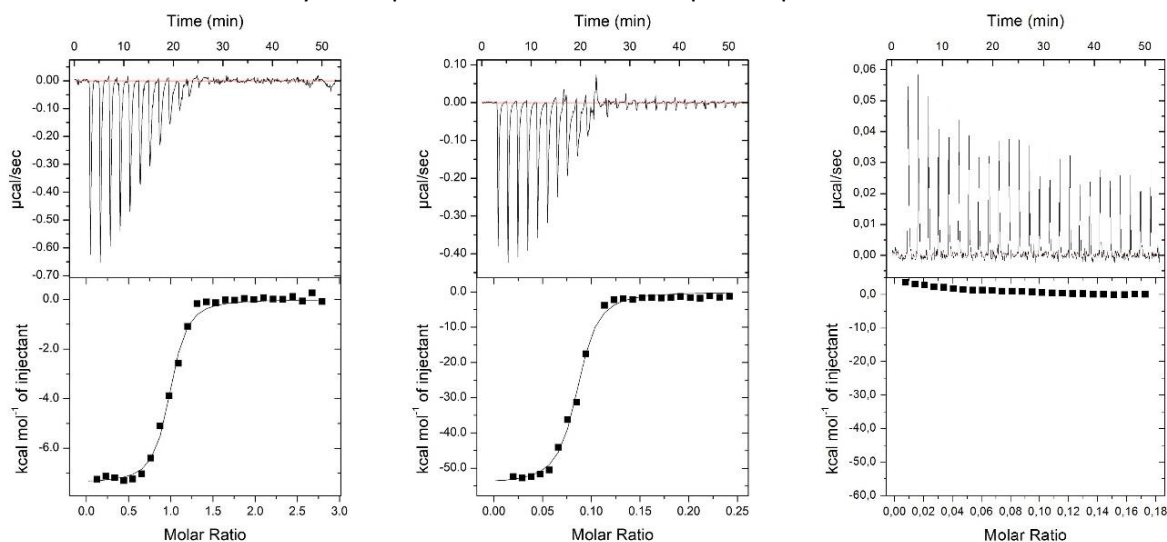 Time (min)
0 10 20 30 40 50
0.00
-0.10
-0.20
-0.30
-0.40
-0.50
-0.60
-0.70
µcal/sec
0.0
-2.0
-4.0
-6.0
kcal mol⁻¹ of injectant
0.0 0.5 1.0 1.5 2.0 2.5 3.0
Molar Ratio
Time (min)
0 10 20 30 40 50
0.10
0.00
-0.10
-0.20
-0.30
-0.40
µcal/sec
0.0
-10.0
-20.0
-30.0
-40.0
-50.0
kcal mol⁻¹ of injectant
0.00 0.05 0.10 0.15 0.20 0.25
Molar Ratio
Time (min)
0 10 20 30 40 50
0,06
0,05
0,04
0,03
0,02
0,01
0,00
µcal/sec
0,0
-10,0
-20,0
-30,0
-40,0
-50,0
-60,0
kcal mol⁻¹ of injectant
0,00 0,02 0,04 0,06 0,08 0,10 0,12 0,14 0,16 0,18
Molar Ratio